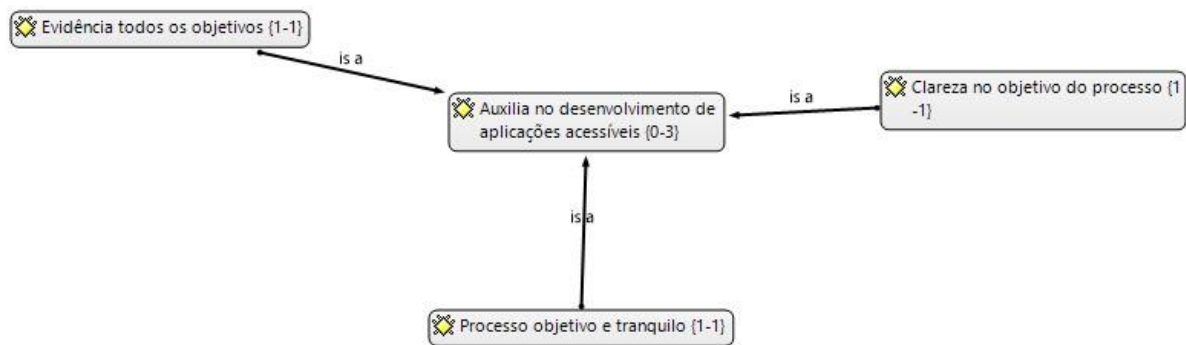 Evidência todos os objetivos {1-1}
is a
Clareza no objetivo do processo {1
-1}
is a
Auxilia no desenvolvimento de
aplicações acessíveis {0-3}
is a
Processo objetivo e tranquilo {1-1}